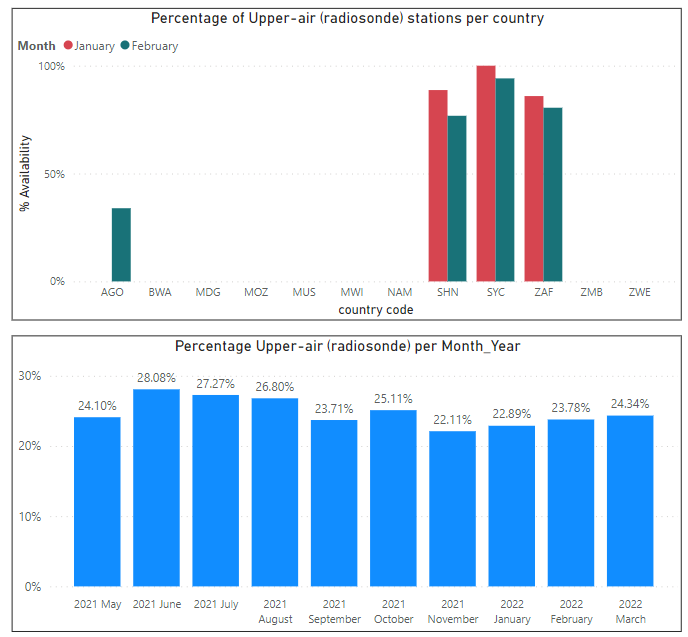 Percentage of Upper-air (radiosonde) stations per country
Month January February
100%
50%
0%
% Availability
AGO BWA MDG MOZ MUS MWI NAM SHN SYC ZAF ZMB ZWE
country code
Percentage Upper-air (radiosonde) per Month_Year
30%
20%
10%
0%
24.10% 28.08% 27.27% 26.80% 23.71% 25.11% 22.11% 22.89% 23.78% 24.34%
2021 May 2021 June 2021 July 2021 August 2021 September 2021 October 2021 November 2022 January 2022 February 2022 March